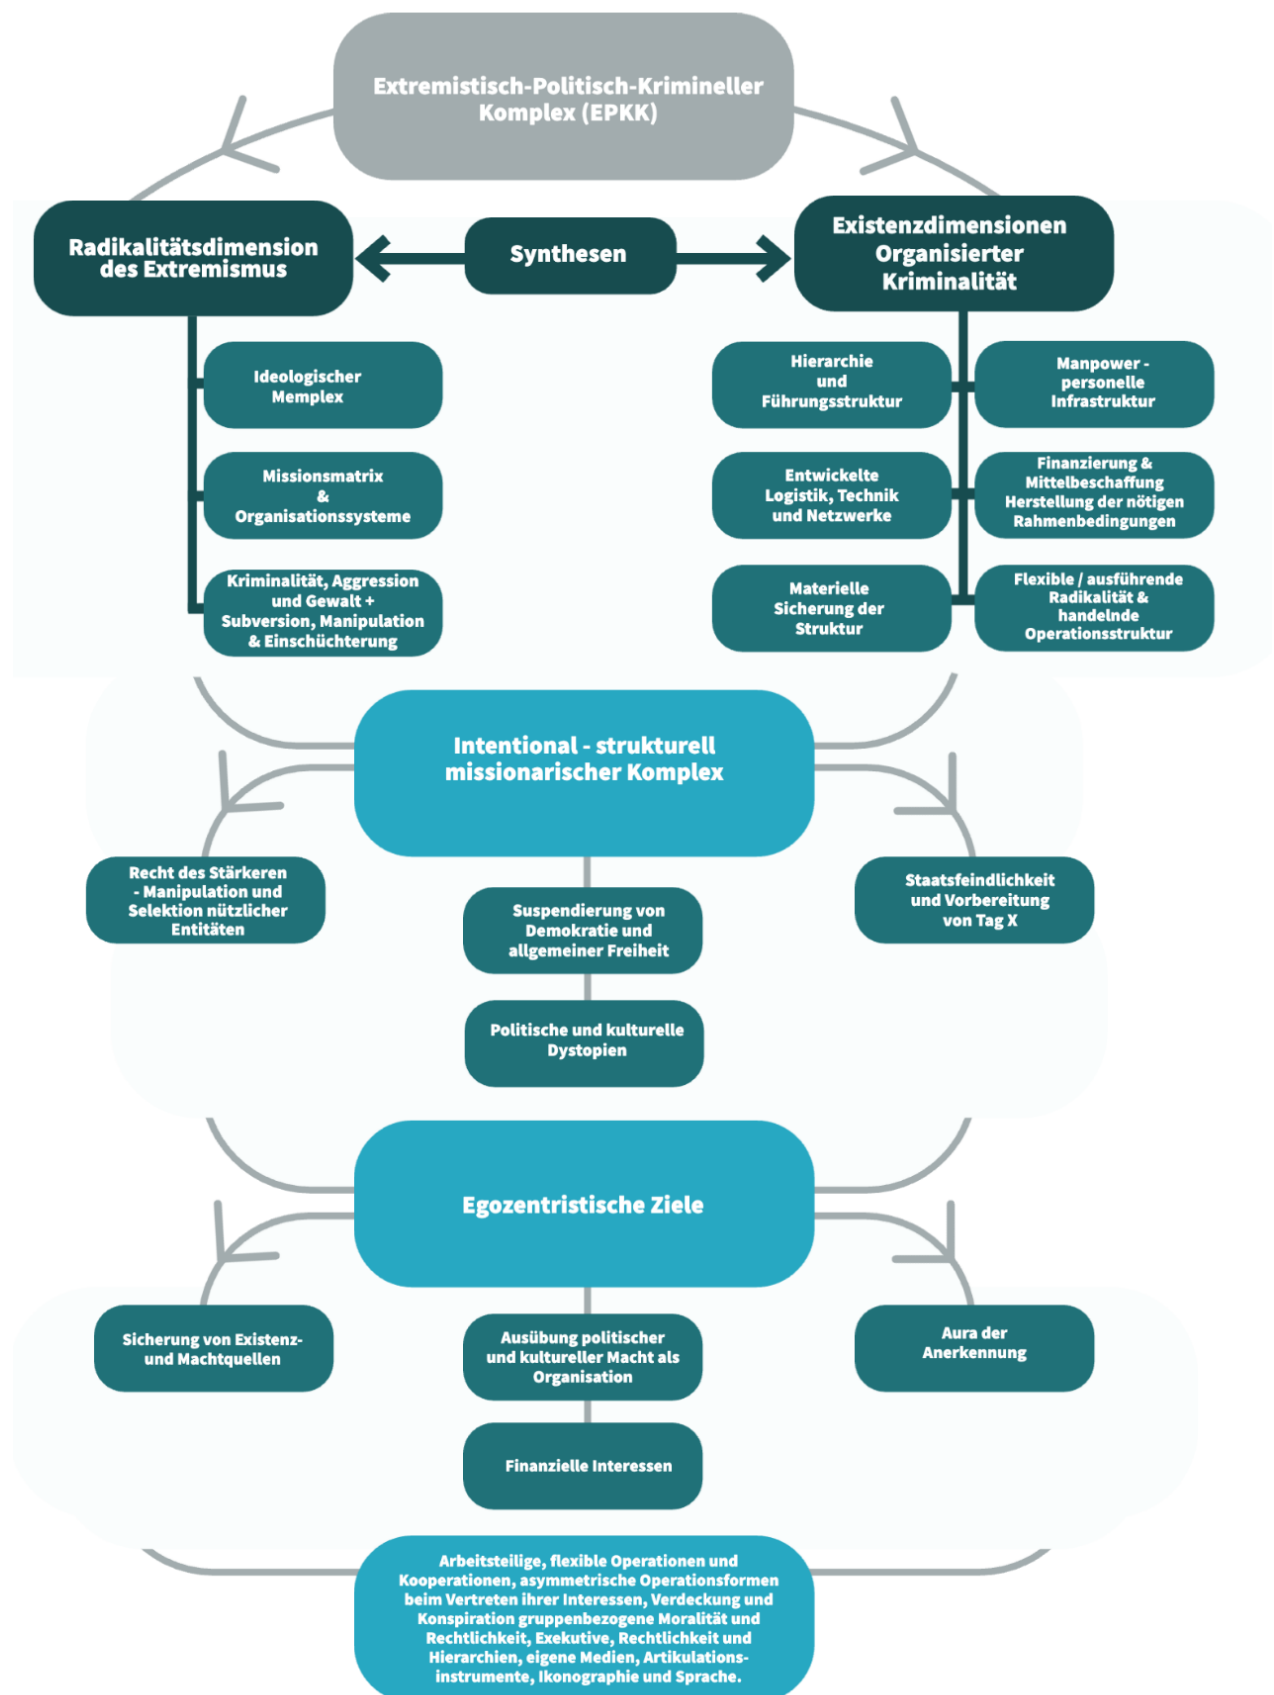 Extremistisch-Politisch-Krimineller
Komplex (EPKK)
Radikalitätsdimension
des Extremismus
Synthesen
Existenzdimensionen
Organisierter
Kriminalität
Ideologischer
Memplex
Missionsmatrix
&
Organisationssysteme
Kriminalität, Aggression
und Gewalt +
Subversion, Manipulation
& Einschüchterung
Hierarchie
und
Führungsstruktur
Manpower -
personelle
Infrastruktur
Entwickelte
Logistik, Technik
und Netzwerke
Finanzierung &
Mittelbeschaffung
Herstellung der nötigen
Rahmenbedingungen
Materielle
Sicherung der
Struktur
Flexible / ausführende
Radikalität &
handelnde
Operationsstruktur
Intentional - strukturell
missionarischer Komplex
Recht des Stärkeren
- Manipulation und
Selektion nützlicher
Entitäten
Suspendierung von
Demokratie und
allgemeiner Freiheit
Staatsfeindlichkeit
und Vorbereitung
von Tag X
Politische und kulturelle
Dystopien
Egozentristische Ziele
Sicherung von Existenz-
und Machtquellen
Ausübung politischer
und kultureller Macht als
Organisation
Aura der
Anerkennung
Finanzielle Interessen
Arbeitsteilige, flexible Operationen und
Kooperationen, asymmetrische Operationsformen
beim Vertreten ihrer Interessen, Verdeckung und
Konspiration gruppenbezogene Moralität und
Rechtlichkeit, Exekutive, Rechtlichkeit und
Hierarchien, eigene Medien, Artikulations-
instrumente, Ikonographie und Sprache.